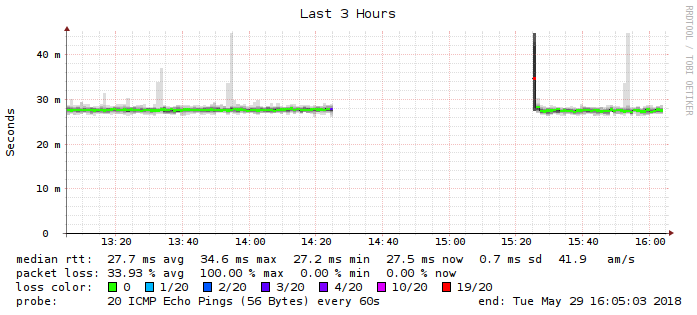 Last 3 Hours
RRDTOOL / TOBI OETIKER
Seconds
40 m
30 m
20 m
10 m
0
13:20 13:40 14:00 14:20 14:40 15:00 15:20 15:40 16:00
median rtt: 27.7 ms avg 34.6 ms max 27.2 ms min 27.5 ms now 0.7 ms sd 41.9 am/s
packet loss: 33.93 % avg 100.00 % max 0.00 % min 0.00 % now
loss color: 0 1/20 2/20 3/20 4/20 10/20 19/20
probe: 20 ICMP Echo Pings (56 Bytes) every 60s end: Tue May 29 16:05:03 2018